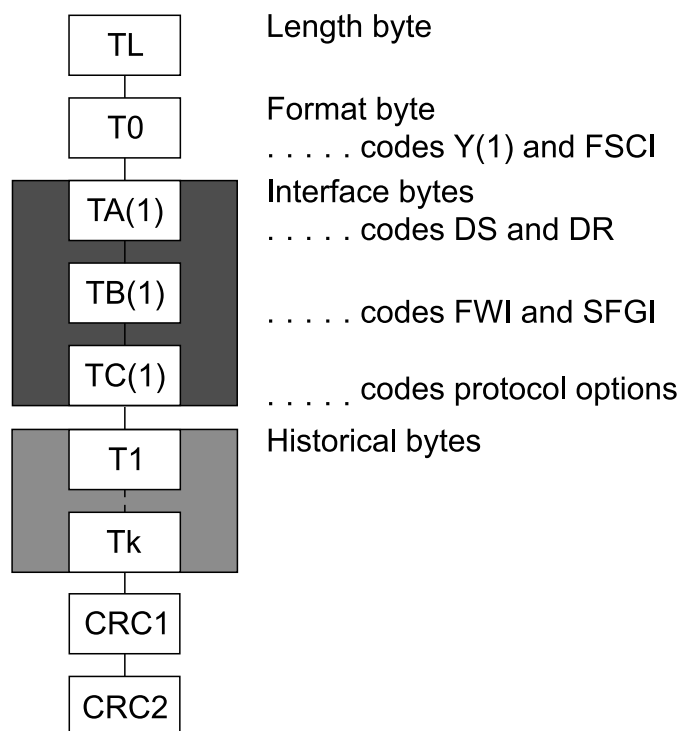 TL Length byte
T0 Format byte
. . . . . codes Y(1) and FSCI
TA(1) Interface bytes
. . . . . codes DS and DR
TB(1) . . . . . codes FWI and SFGI
TC(1) . . . . . codes protocol options
T1 Historical bytes
Tk
CRC1
CRC2